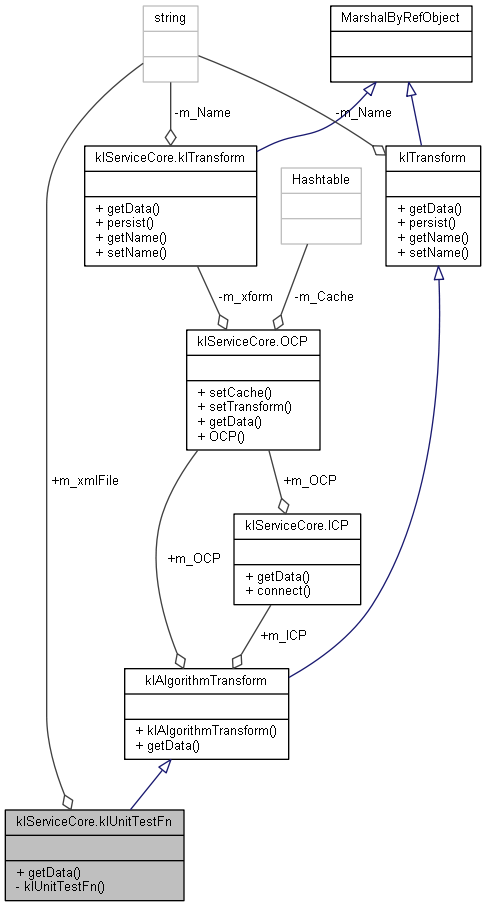 string
MarshalByRefObject
-m_Name
-m_Name
klServiceCore.klTransform
+ getData()
+ persist()
+ getName()
+ setName()
klTransform
+ getData()
+ persist()
+ getName()
+ setName()
Hashtable
-m_xform
-m_Cache
klServiceCore.OCP
+ setCache()
+ setTransform()
+ getData()
+ OCP()
+m_xmlFile
+m_OCP
klServiceCore.ICP
+ getData()
+ connect()
+m_OCP
+m_ICP
klAlgorithmTransform
+ klAlgorithmTransform()
+ getData()
klServiceCore.klUnitTestFn
+ getData()
- klUnitTestFn()